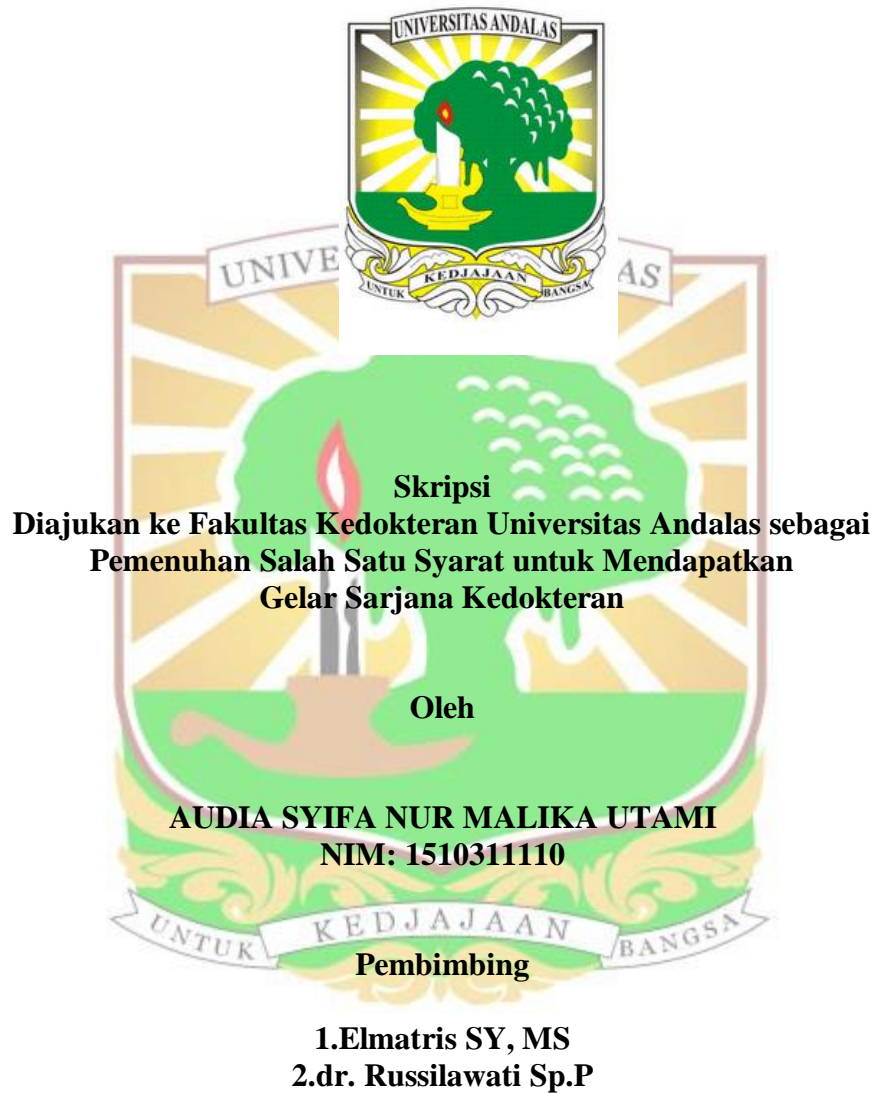 UNIVERSITAS ANDALAS
UNTUK KEDJAJAAN BANGSA
UNIVE AS
Skripsi
Diajukan ke Fakultas Kedokteran Universitas Andalas sebagai
Pemenuhan Salah Satu Syarat untuk Mendapatkan
Gelar Sarjana Kedokteran
Oleh
AUDIA SYIFA NUR MALIKA UTAMI
NIM: 1510311110
UNTUK KEDJAJAAN BANGSA
Pembimbing
1.Elmatris SY, MS
2.dr. Russilawati Sp.P